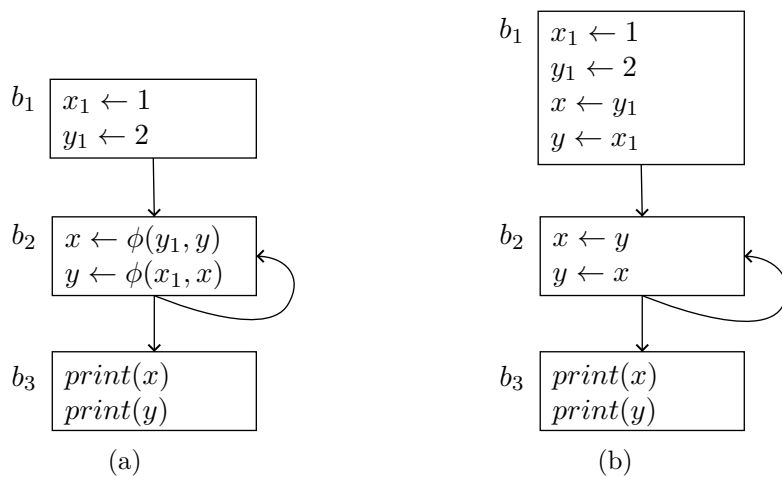 b₁
x₁ ← 1
y₁ ← 2
b₂
x ← ϕ(y₁, y)
y ← ϕ(x₁, x)
b₃
print(x)
print(y)
(a)
b₁
x₁ ← 1
y₁ ← 2
x ← y₁
y ← x₁
b₂
x ← y
y ← x
b₃
print(x)
print(y)
(b)